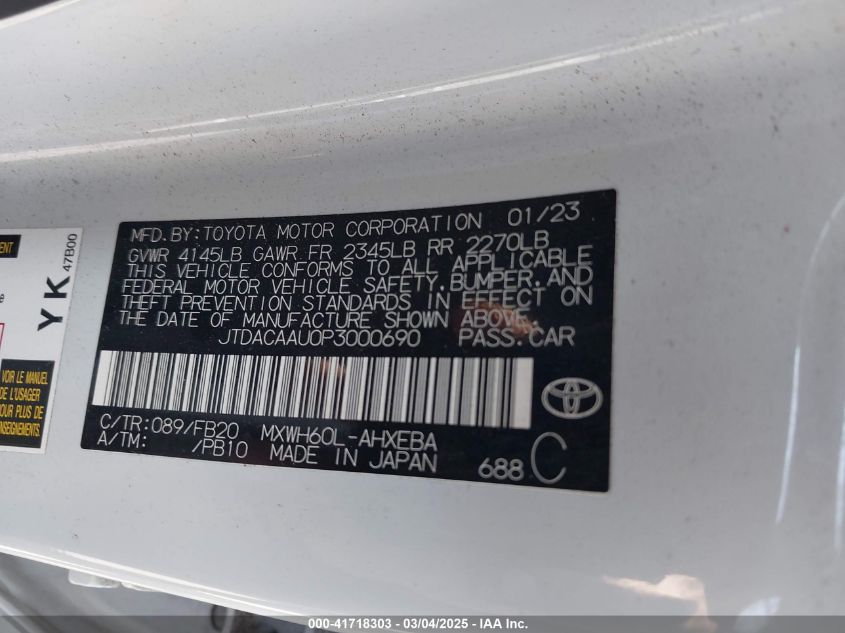 MFD.BY:TOYOTA MOTOR CORPORATION 01/23
GVWR 4145LB GAWR FR 2345LB RR 2270LB
THIS VEHICLE CONFORMS TO ALL APPLICABLE
FEDERAL MOTOR VEHICLE SAFETY,BUMPER,AND
THEFT PREVENTION STANDARDS IN EFFECT ON
THE DATE OF MANUFACTURE SHOWN ABOVE.
JTDACAAU0P3000690 PASS.CAR
C/TR:089/FB20 MXWH60L-AHXEBA
A/TM: /PB10 MADE IN JAPAN 688 C
YK
47B00
VOIR LE MANUEL
DE L'USAGER
POUR PLUS
RENSEIGNEMENTS.
000-41718303 - 03/04/2025 - IAA Inc.